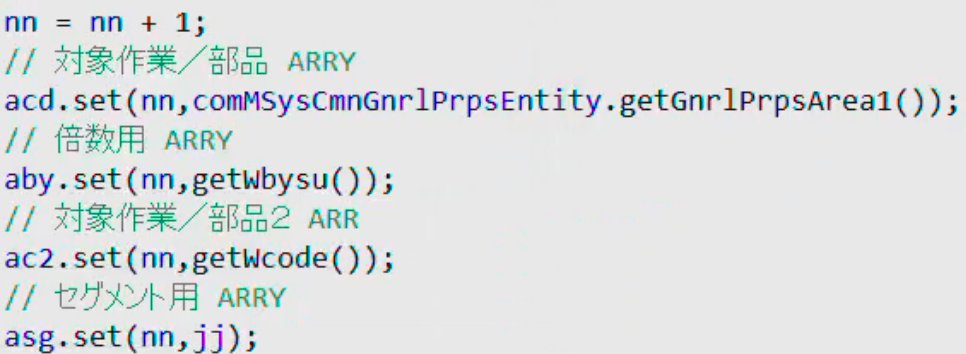 nn = nn + 1;
// 対象作業／部品 ARRY
acd.set(nn,comMSysCmnGnrlPrpsEntity.getGnrlPrpsArea1());
// 倍数用 ARRY
aby.set(nn,getWbysu());
// 対象作業／部品２ ARR
ac2.set(nn,getWcode());
// セグメント用 ARRY
asg.set(nn,jj);